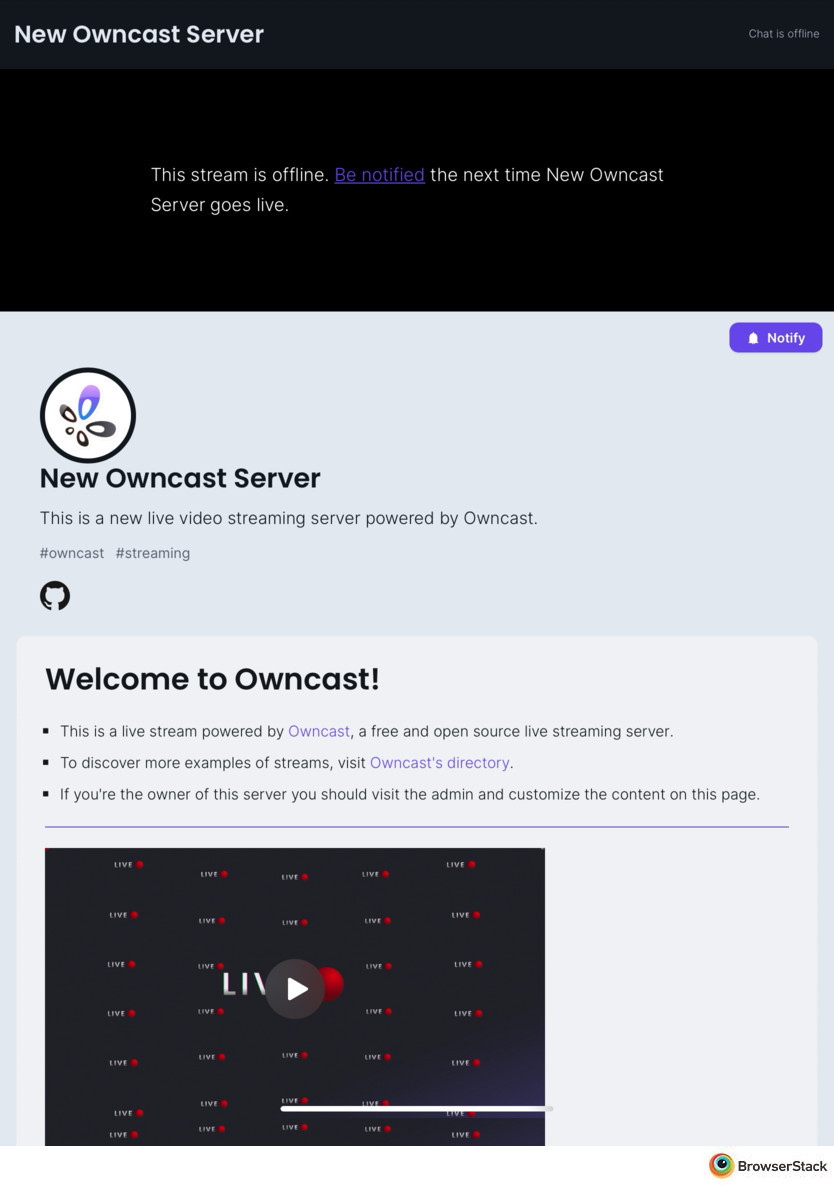 New Owncast Server
Chat is offline
This stream is offline. Be notified the next time New Owncast
Server goes live.
Notify
New Owncast Server
This is a new live video streaming server powered by Owncast.
#owncast #streaming
Welcome to Owncast!
This is a live stream powered by Owncast, a free and open source live streaming server.
To discover more examples of streams, visit Owncast's directory.
If you're the owner of this server you should visit the admin and customize the content on this page.
LIVE LIVE LIVE LIVE LIVE
LIVE LIVE LIVE LIVE LIVE
LIVE LIVE LIVE LIVE
LIV
LIVE LIVE LIVE LIVE
LIVE LIVE LIVE LIVE LIVE
LIVE LIVE LIVE LIVE LIVE
LIVE LIVE LIVE LIVE LIVE
BrowserStack